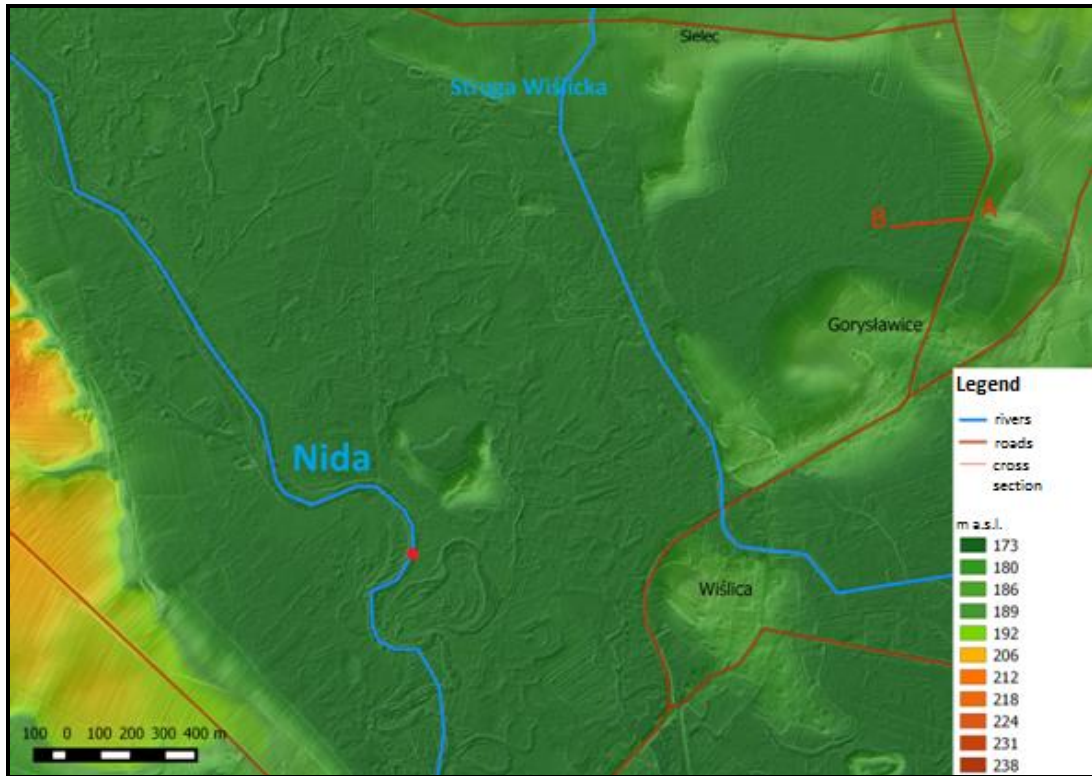 Sielec
Struga Wiślicka
B A
Gorysławice
Nida
Wiślica
Legend
rivers
roads
cross
section
m a.s.l.
173
180
186
189
192
206
212
218
224
231
238
100 0 100 200 300 400 m